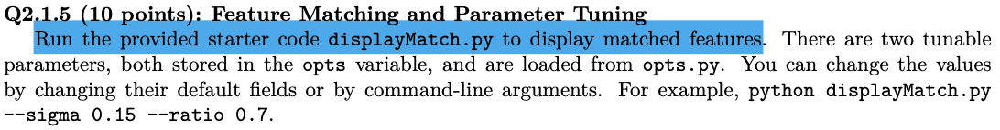 Q2.1.5 (10 points): Feature Matching and Parameter Tuning
Run the provided starter code displayMatch.py to display matched features. There are two tunable
parameters, both stored in the opts variable, and are loaded from opts.py. You can change the values
by changing their default fields or by command-line arguments. For example, python displayMatch.py
--sigma 0.15 --ratio 0.7.